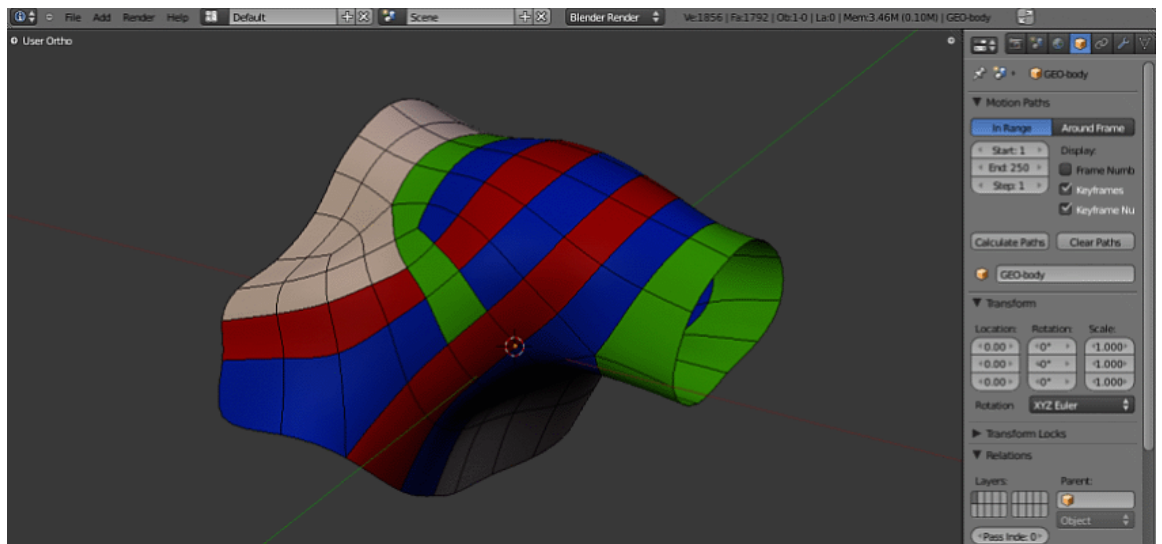 File Add Render Help Default Scene Blender Render Ve:1856 | Fa:1792 | Ob:1-0 | La:0 | Mem:3.46M (0.10M) | GEO-body
User Ortho
GEO-body
Motion Paths
In Range Around Frame
Start: 1 Display:
End: 250 Frame Numb
Step: 1 Keyframes
Keyframe Nu
Calculate Paths Clear Paths
GEO-body
Transform
Location: Rotation: Scale:
0.00 0° 1.000
0.00 0° 1.000
0.00 0° 1.000
Rotation XYZ Euler
Transform Locks
Relations
Layers: Parent:
Object
Pass Inde: 0